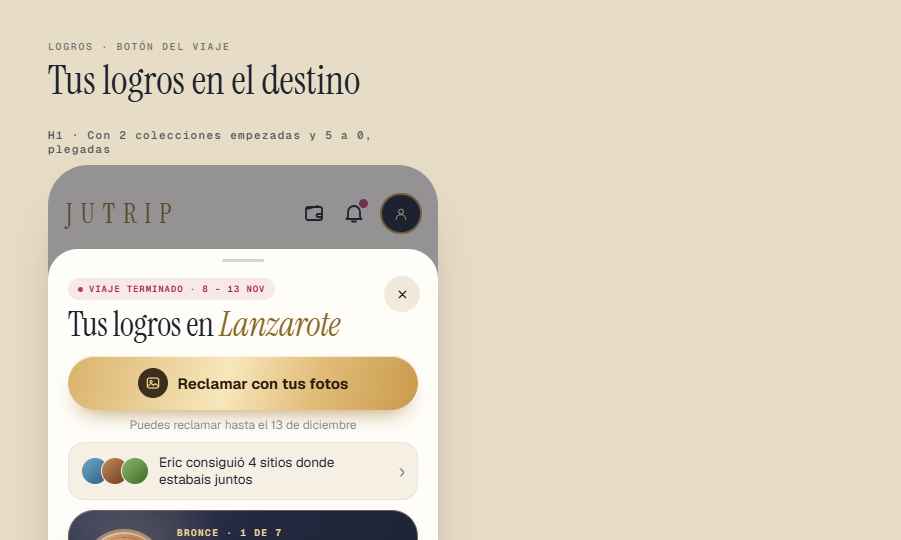 LOGROS · BOTÓN DEL VIAJE
Tus logros en el destino
H1 · Con 2 colecciones empezadas y 5 a 0,
plegadas
JUTRIP
VIAJE TERMINADO · 8 – 13 NOV
Tus logros en Lanzarote
Reclamar con tus fotos
Puedes reclamar hasta el 13 de diciembre
Eric consiguió 4 sitios donde
estabais juntos
BRONCE · 1 DE 7